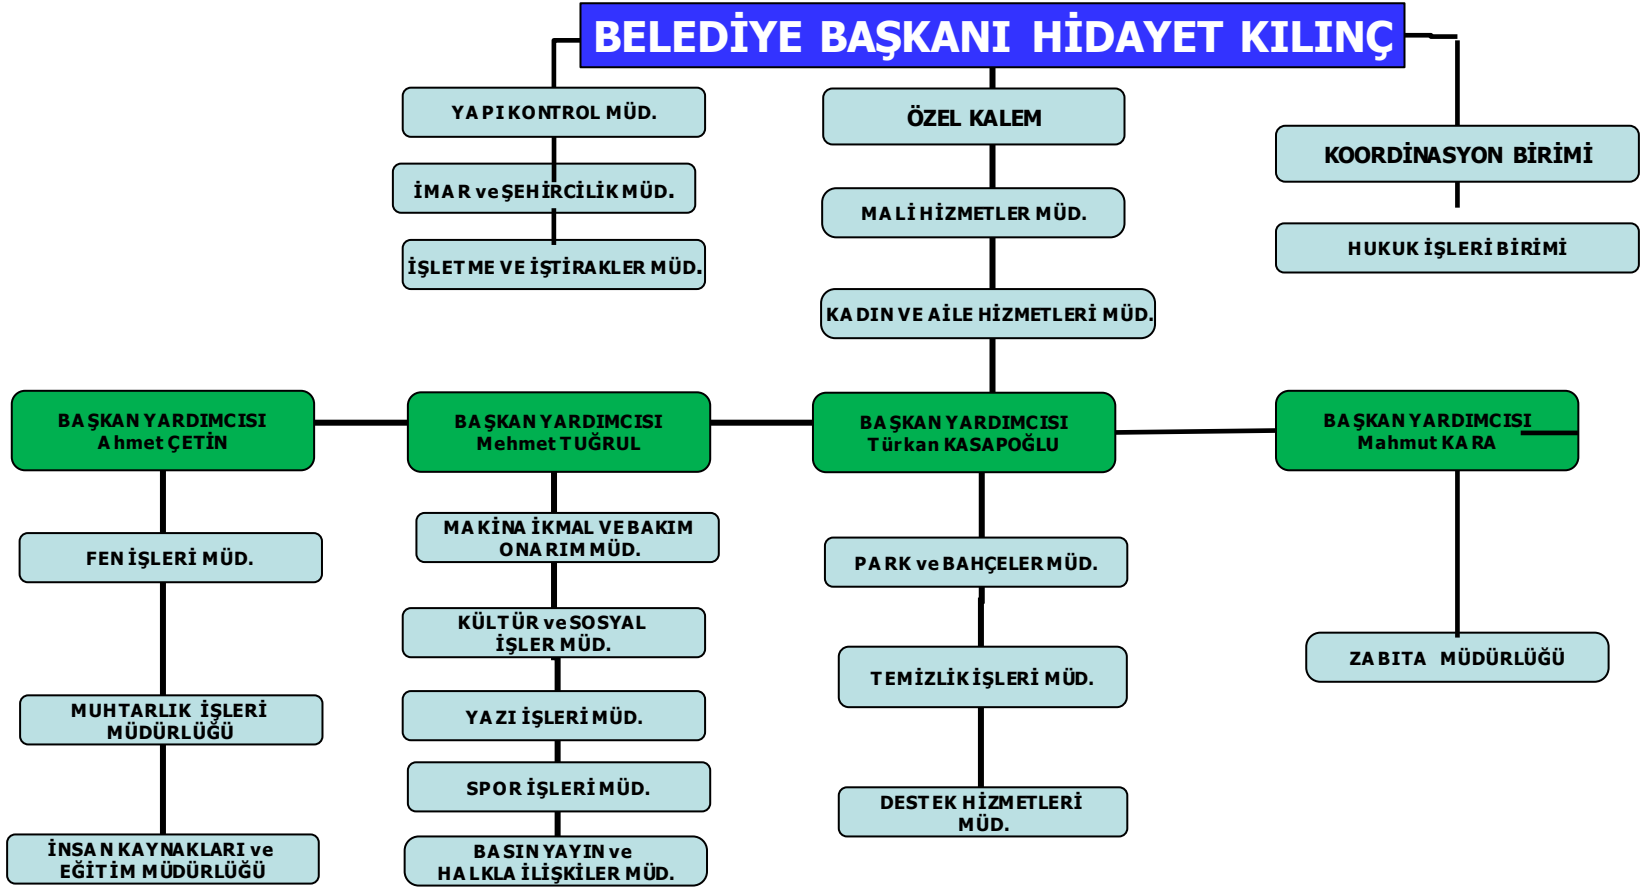 BELEDİYE BAŞKANI HİDAYET KILINÇ
YAPI KONTROL MÜD.
İMAR ve ŞEHİRCİLİK MÜD.
İŞLETME VE İŞTİRAKLER MÜD.
ÖZEL KALEM
MALİ HİZMETLER MÜD.
KADIN VE AİLE HİZMETLERİ MÜD.
KOORDİNASYON BİRİMİ
HUKUK İŞLERİ BİRİMİ
BAŞKAN YARDIMCISI
Ahmet ÇETİN
FEN İŞLERİ MÜD.
MUHTARLIK İŞLERİ
MÜDÜRLÜĞÜ
İNSAN KAYNAKLARI ve
EĞİTİM MÜDÜRLÜĞÜ
BAŞKAN YARDIMCISI
Mehmet TUĞRUL
MAKİNA İKMAL VE BAKIM
ONARIM MÜD.
KÜLTÜR ve SOSYAL
İŞLER MÜD.
YAZI İŞLERİ MÜD.
SPOR İŞLERİ MÜD.
BASIN YAYIN ve
HALKLA İLİŞKİLER MÜD.
BAŞKAN YARDIMCISI
Türkan KASAPOĞLU
PARK ve BAHÇELER MÜD.
TEMİZLİK İŞLERİ MÜD.
DESTEK HİZMETLERİ
MÜD.
BAŞKAN YARDIMCISI
Mahmut KARA
ZABITA MÜDÜRLÜĞÜ